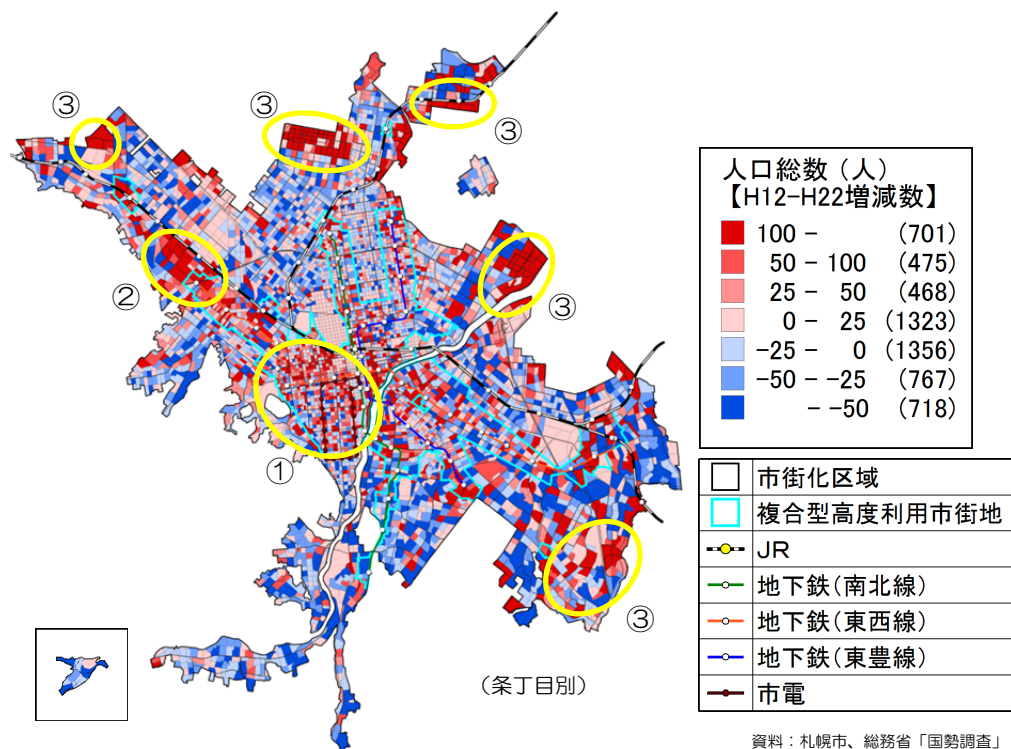 ③
③
③
②
③
①
③
(条丁目別)
人口総数(人)
【H12-H22増減数】
100 - (701)
50 - 100 (475)
25 - 50 (468)
0 - 25 (1323)
-25 - 0 (1356)
-50 - -25 (767)
- -50 (718)
市街化区域
複合型高度利用市街地
JR
地下鉄(南北線)
地下鉄(東西線)
地下鉄(東豊線)
市電
資料:札幌市、総務省「国勢調査」